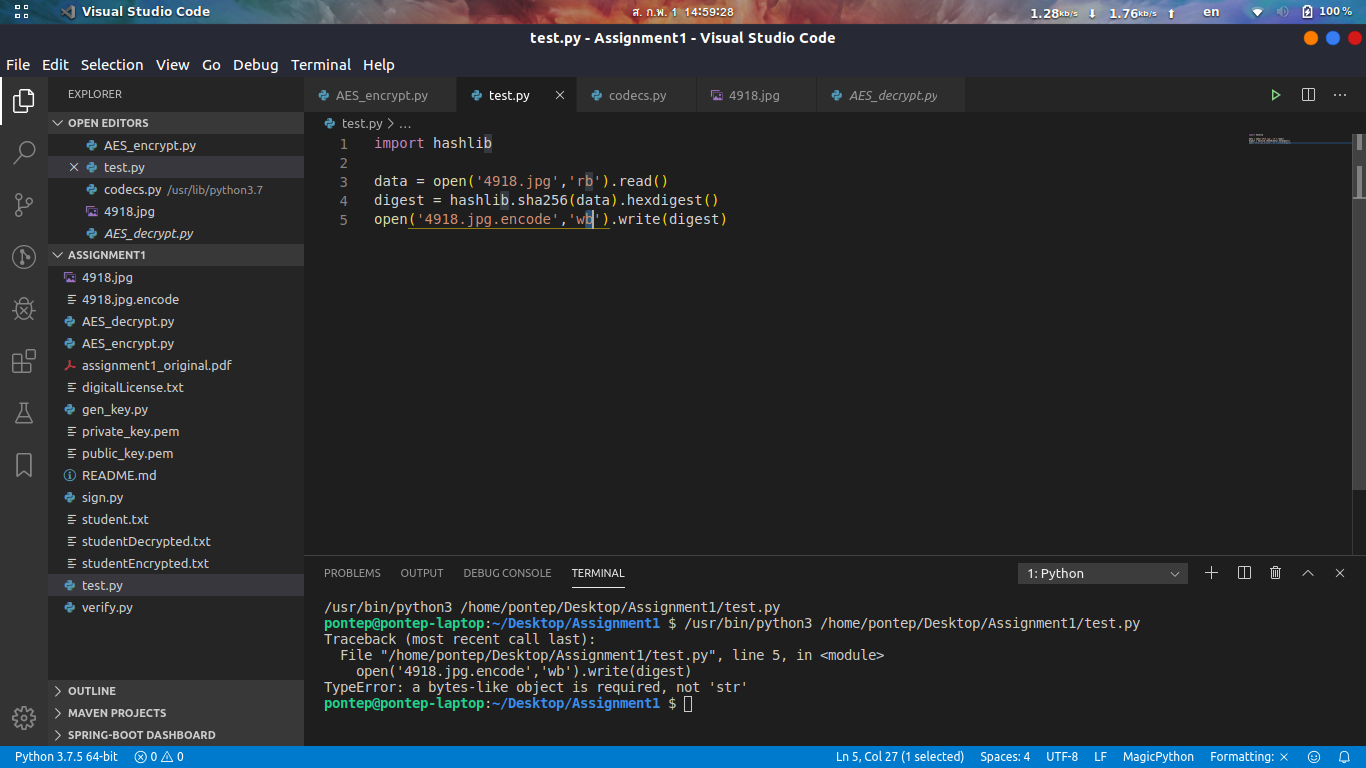 Visual Studio Code
ส. ก.พ. 1 14:59:28
1.28kb/s ⬇ 1.76kb/s ⬆
en
100 %
test.py - Assignment1 - Visual Studio Code
File Edit Selection View Go Debug Terminal Help
EXPLORER
OPEN EDITORS
AES_encrypt.py
test.py
codecs.py /usr/lib/python3.7
4918.jpg
AES_decrypt.py
ASSIGNMENT1
4918.jpg
4918.jpg.encode
AES_decrypt.py
AES_encrypt.py
assignment1_original.pdf
digitalLicense.txt
gen_key.py
private_key.pem
public_key.pem
README.md
sign.py
student.txt
studentDecrypted.txt
studentEncrypted.txt
test.py
verify.py
OUTLINE
MAVEN PROJECTS
SPRING-BOOT DASHBOARD
AES_encrypt.py test.py codecs.py 4918.jpg AES_decrypt.py
test.py > ...
1 import hashlib
2
3 data = open('4918.jpg','rb').read()
4 digest = hashlib.sha256(data).hexdigest()
5 open('4918.jpg.encode','wb').write(digest)
PROBLEMS OUTPUT DEBUG CONSOLE TERMINAL
1: Python
/usr/bin/python3 /home/pontep/Desktop/Assignment1/test.py
pontep@pontep-laptop:~/Desktop/Assignment1 $ /usr/bin/python3 /home/pontep/Desktop/Assignment1/test.py
Traceback (most recent call last):
File "/home/pontep/Desktop/Assignment1/test.py", line 5, in <module>
open('4918.jpg.encode','wb').write(digest)
TypeError: a bytes-like object is required, not 'str'
pontep@pontep-laptop:~/Desktop/Assignment1 $
Python 3.7.5 64-bit 0 0 Ln 5, Col 27 (1 selected) Spaces: 4 UTF-8 LF MagicPython Formatting: ×